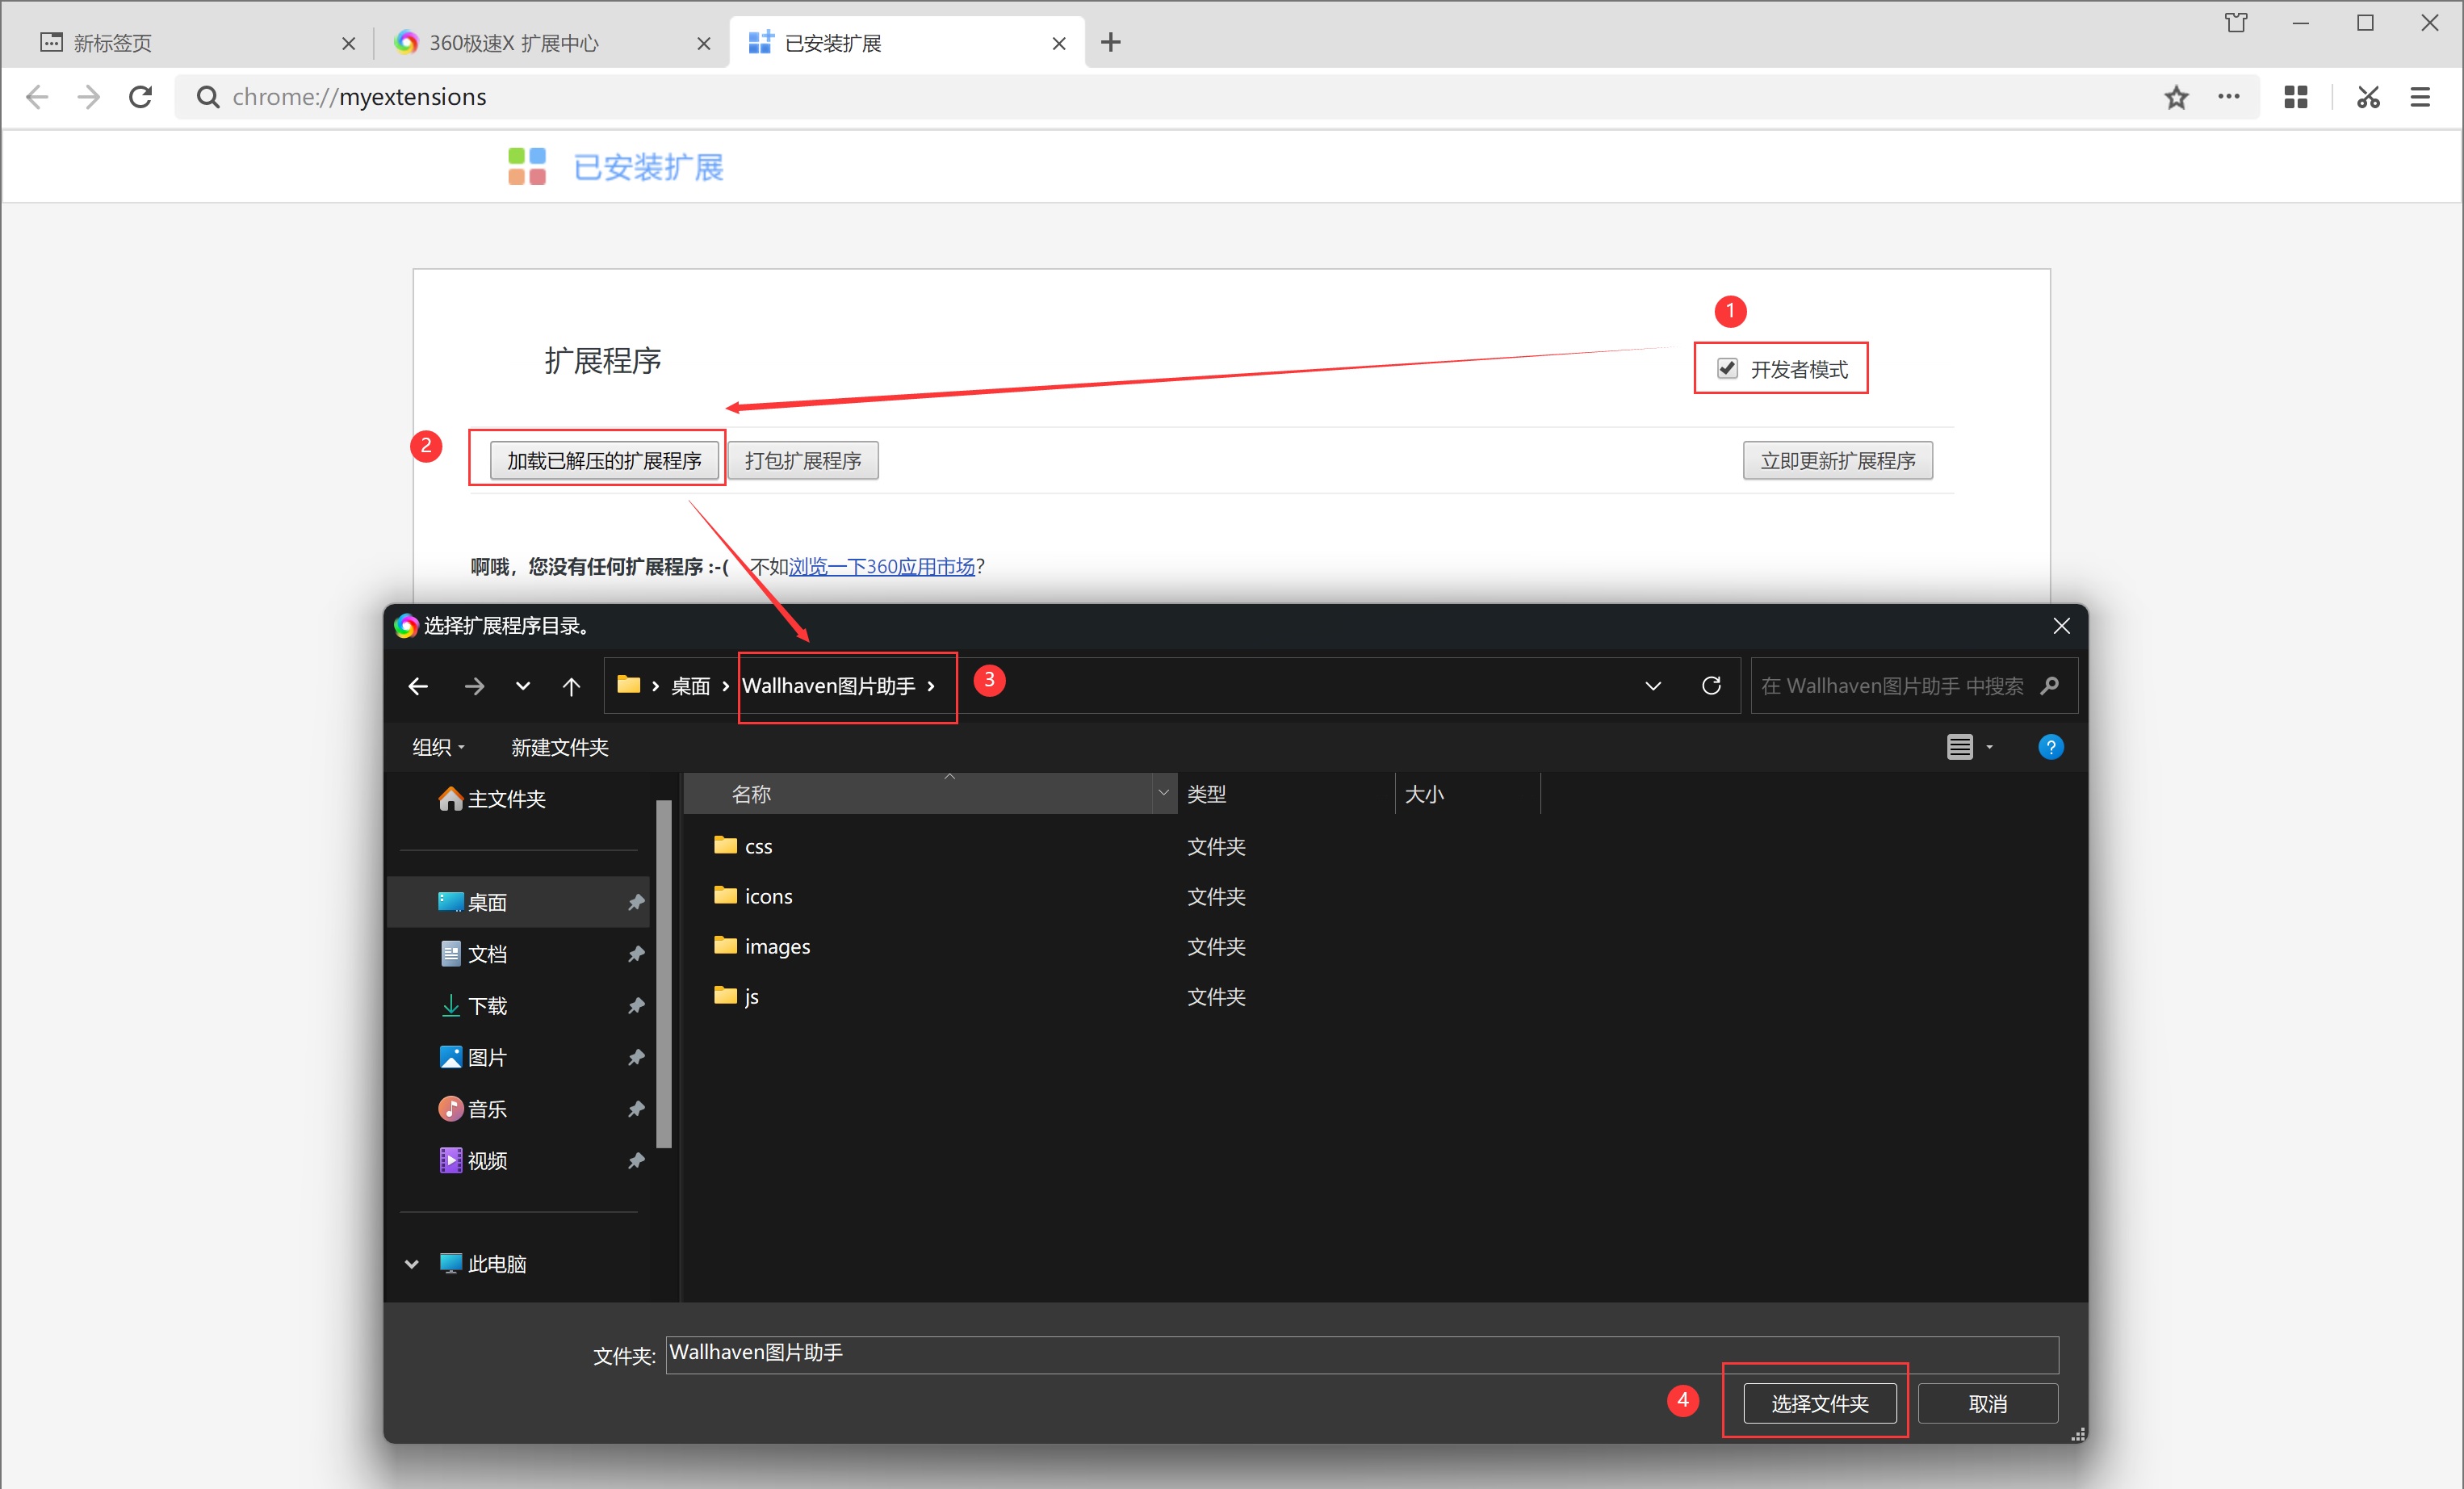 新标签页
360极速X 扩展中心
已安装扩展
chrome://myextensions
已安装扩展
1
扩展程序
开发者模式
2
加载已解压的扩展程序
打包扩展程序
立即更新扩展程序
啊哦，您没有任何扩展程序 :-( 不如浏览一下360应用市场?
选择扩展程序目录。
桌面
Wallhaven图片助手
3
在 Wallhaven图片助手 中搜索
组织
新建文件夹
?
主文件夹
名称
类型
大小
css
文件夹
icons
文件夹
images
文件夹
js
文件夹
桌面
文档
下载
图片
音乐
视频
此电脑
文件夹:
Wallhaven图片助手
4
选择文件夹
取消